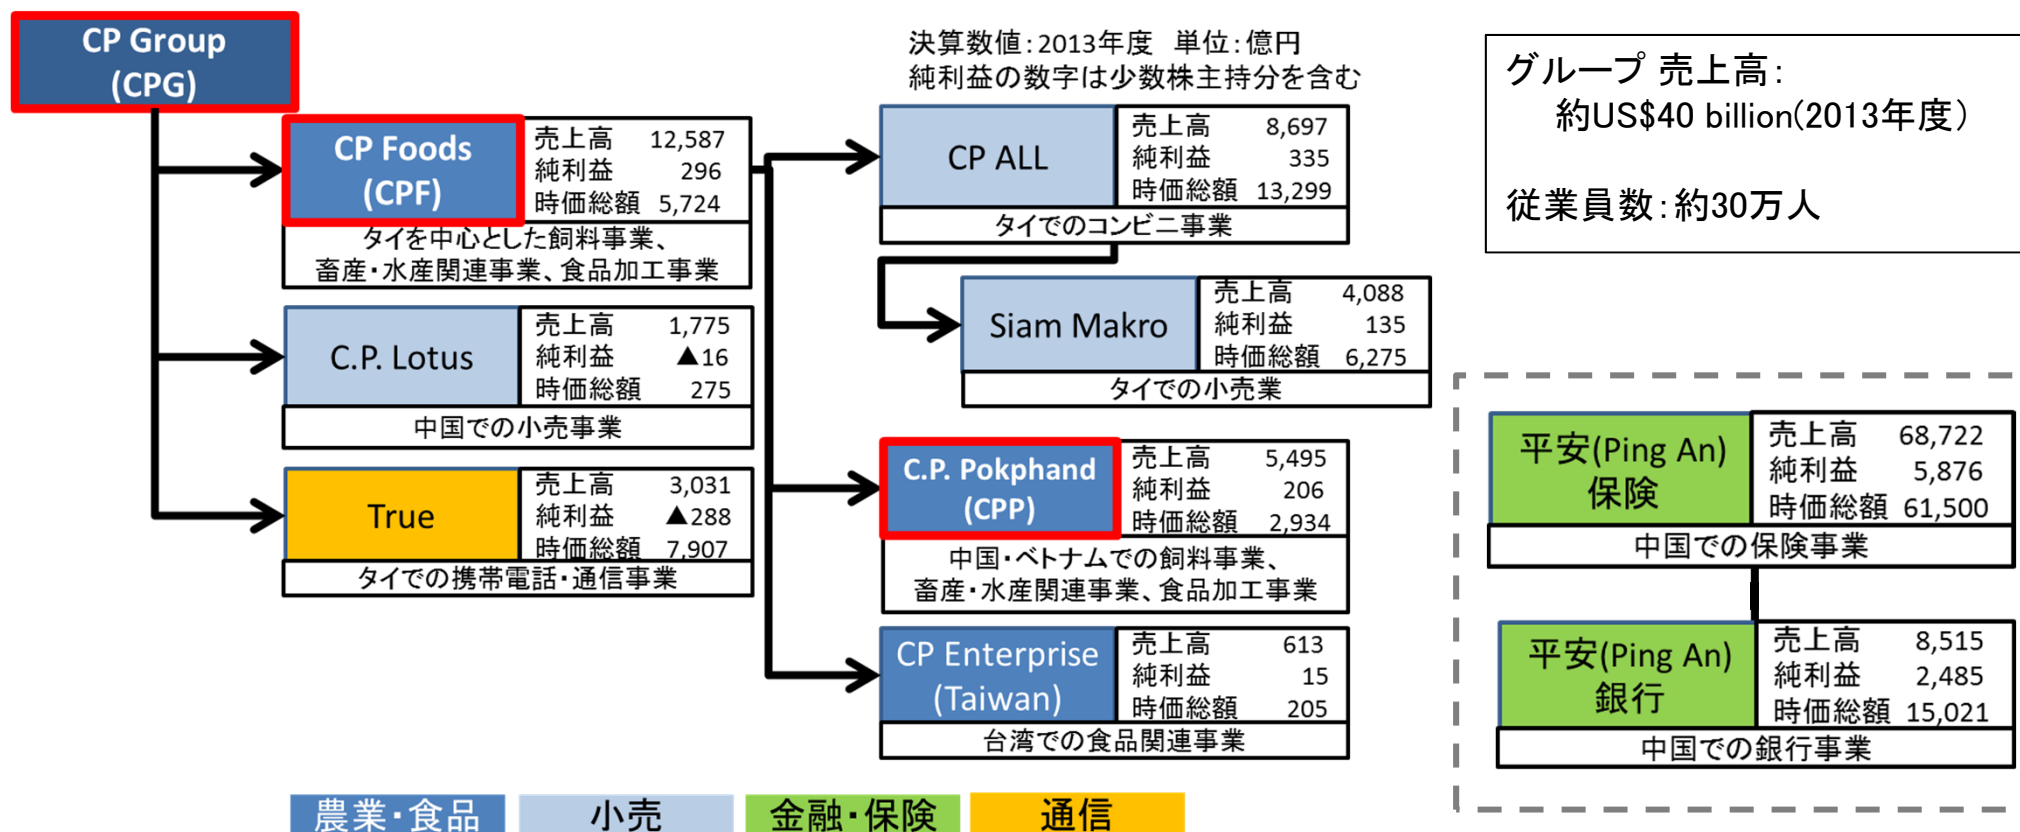 CP Group
(CPG)
決算数値：2013年度 単位：億円
純利益の数字は少数株主持分を含む
グループ 売上高：
約US$40 billion(2013年度)
従業員数：約30万人
CP Foods
(CPF)
売上高 12,587
純利益 296
時価総額 5,724
タイを中心とした飼料事業、
畜産・水産関連事業、食品加工事業
C.P. Lotus
売上高 1,775
純利益 ▲16
時価総額 275
中国での小売事業
True
売上高 3,031
純利益 ▲288
時価総額 7,907
タイでの携帯電話・通信事業
CP ALL
売上高 8,697
純利益 335
時価総額 13,299
タイでのコンビニ事業
Siam Makro
売上高 4,088
純利益 135
時価総額 6,275
タイでの小売業
C.P. Pokphand
(CPP)
売上高 5,495
純利益 206
時価総額 2,934
中国・ベトナムでの飼料事業、
畜産・水産関連事業、食品加工事業
CP Enterprise
(Taiwan)
売上高 613
純利益 15
時価総額 205
台湾での食品関連事業
平安(Ping An)
保険
売上高 68,722
純利益 5,876
時価総額 61,500
中国での保険事業
平安(Ping An)
銀行
売上高 8,515
純利益 2,485
時価総額 15,021
中国での銀行事業
農業・食品 小売 金融・保険 通信